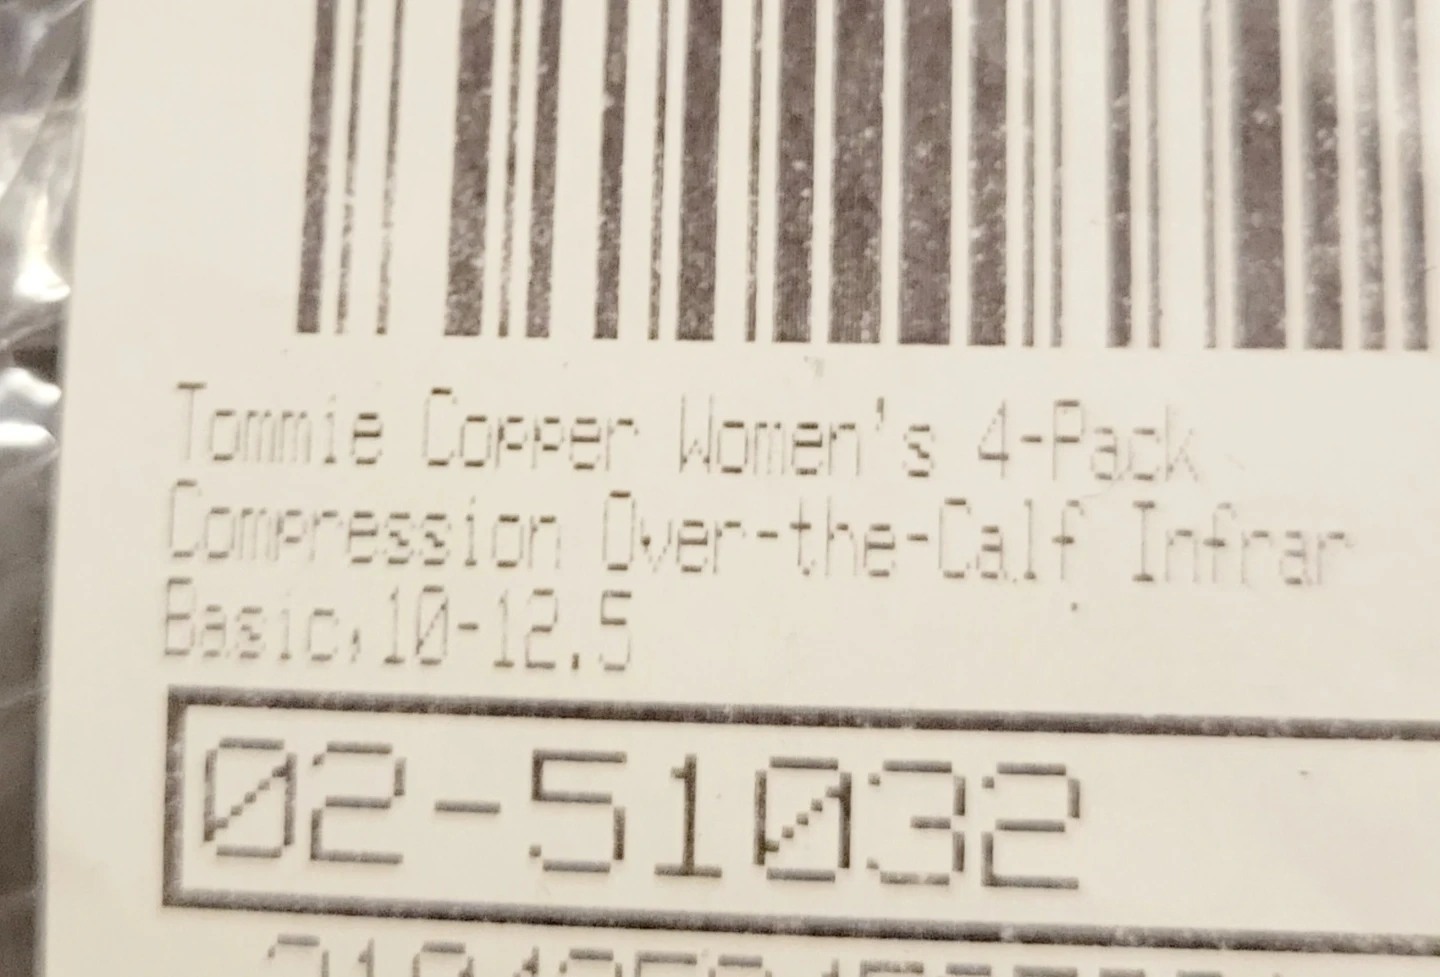 Tommie Copper Women's 4-Pack
Compression Over-the-Calf Infrar
Basic,10-12.5
02-51032